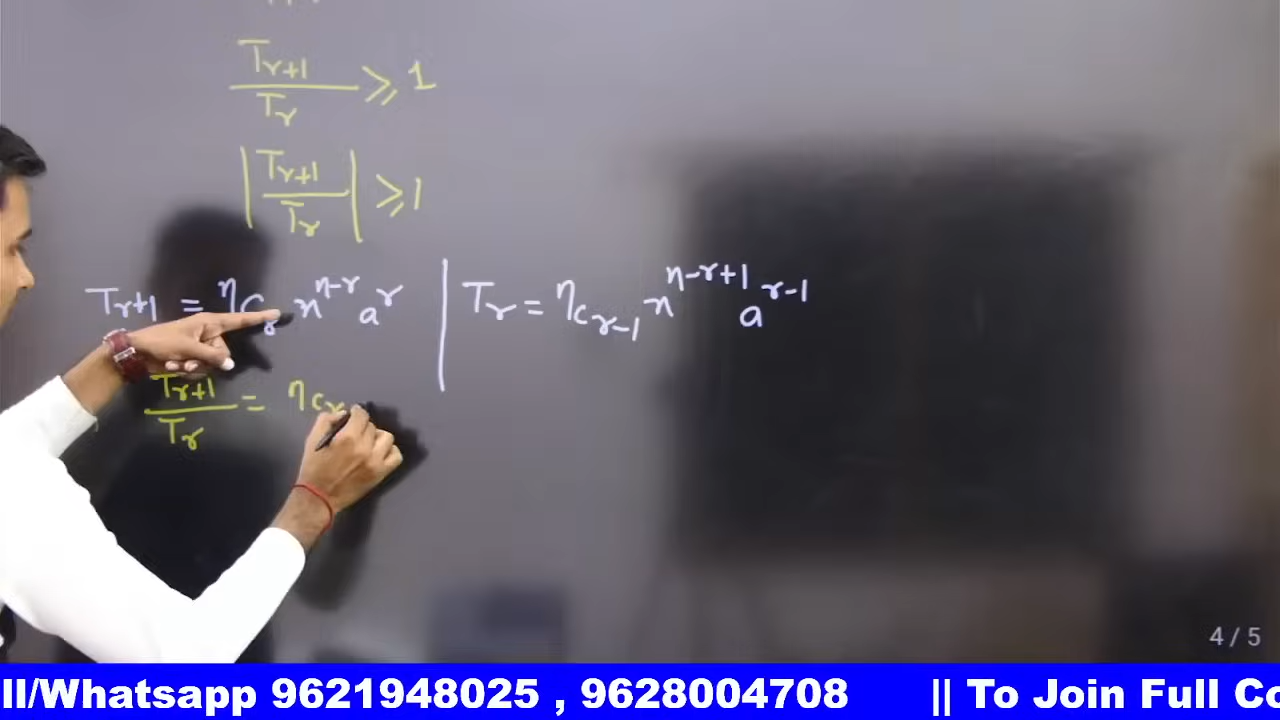 T_{r+1} / T_r ⩾ 1
|T_{r+1} / T_r| ⩾ 1
T_{r+1} = ^nC_r x^{n-r} a^r | T_r = ^nC_{r-1} x^{n-r+1} a^{r-1}
T_{r+1} / T_r = ^nC_r
4 / 5
ll/Whatsapp 9621948025 , 9628004708 || To Join Full Co